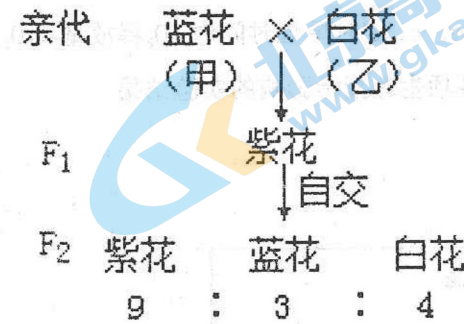 亲代 蓝花 × 白花
(甲) (乙)
F₁ 紫花
自交
F₂ 紫花 蓝花 白花
9 : 3 : 4